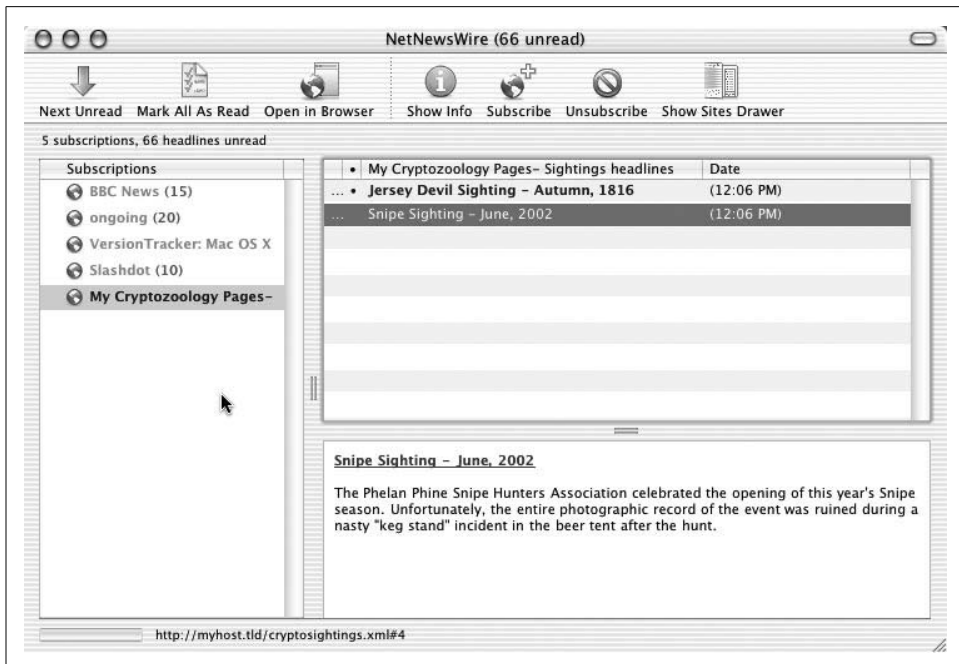 NetNewsWire (66 unread)
Next Unread Mark All As Read Open in Browser Show Info Subscribe Unsubscribe Show Sites Drawer
5 subscriptions, 66 headlines unread
Subscriptions
BBC News (15)
ongoing (20)
VersionTracker: Mac OS X
Slashdot (10)
My Cryptozoology Pages–
• My Cryptozoology Pages– Sightings headlines Date
... • Jersey Devil Sighting – Autumn, 1816 (12:06 PM)
... Snipe Sighting – June, 2002 (12:06 PM)
Snipe Sighting – June, 2002
The Phelan Phine Snipe Hunters Association celebrated the opening of this year's Snipe
season. Unfortunately, the entire photographic record of the event was ruined during a
nasty "keg stand" incident in the beer tent after the hunt.
http://myhost.tld/cryptosightings.xml#4